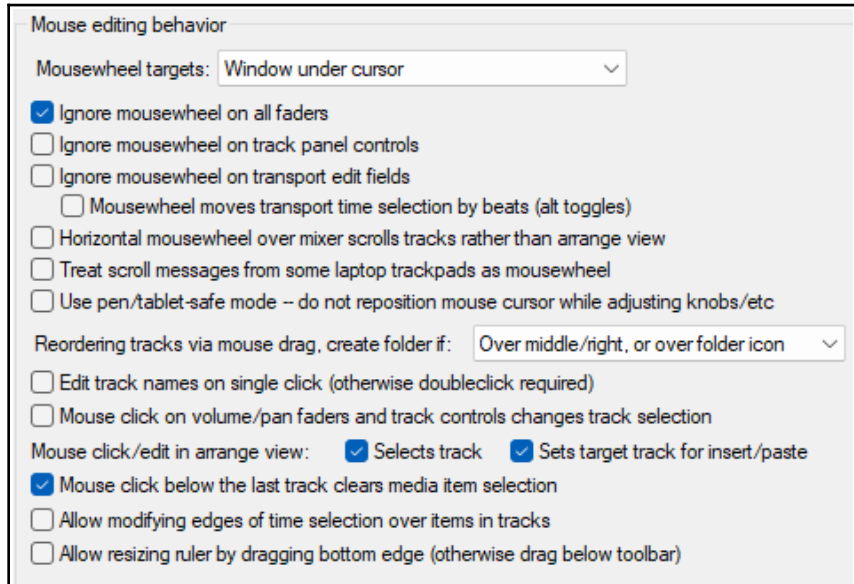 Mouse editing behavior
Mousewheel targets: Window under cursor
Ignore mousewheel on all faders
Ignore mousewheel on track panel controls
Ignore mousewheel on transport edit fields
Mousewheel moves transport time selection by beats (alt toggles)
Horizontal mousewheel over mixer scrolls tracks rather than arrange view
Treat scroll messages from some laptop trackpads as mousewheel
Use pen/tablet-safe mode -- do not reposition mouse cursor while adjusting knobs/etc
Reordering tracks via mouse drag, create folder if: Over middle/right, or over folder icon
Edit track names on single click (otherwise doubleclick required)
Mouse click on volume/pan faders and track controls changes track selection
Mouse click/edit in arrange view: Selects track Sets target track for insert/paste
Mouse click below the last track clears media item selection
Allow modifying edges of time selection over items in tracks
Allow resizing ruler by dragging bottom edge (otherwise drag below toolbar)